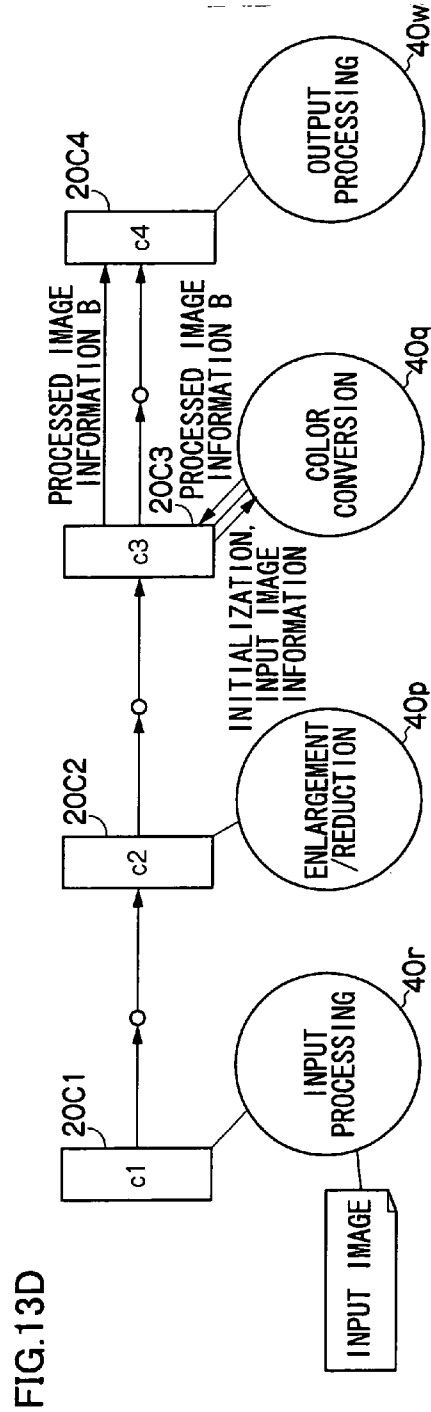 FIG.13D
20C1
c1
INPUT IMAGE
INPUT
PROCESSING
40r
20C2
c2
ENLARGEMENT
/REDUCTION
40p
20C3
c3
INITIALIZATION,
INPUT IMAGE
INFORMATION
PROCESSED IMAGE
INFORMATION B
COLOR
CONVERSION
40q
PROCESSED IMAGE
INFORMATION B
20C4
c4
OUTPUT
PROCESSING
40w